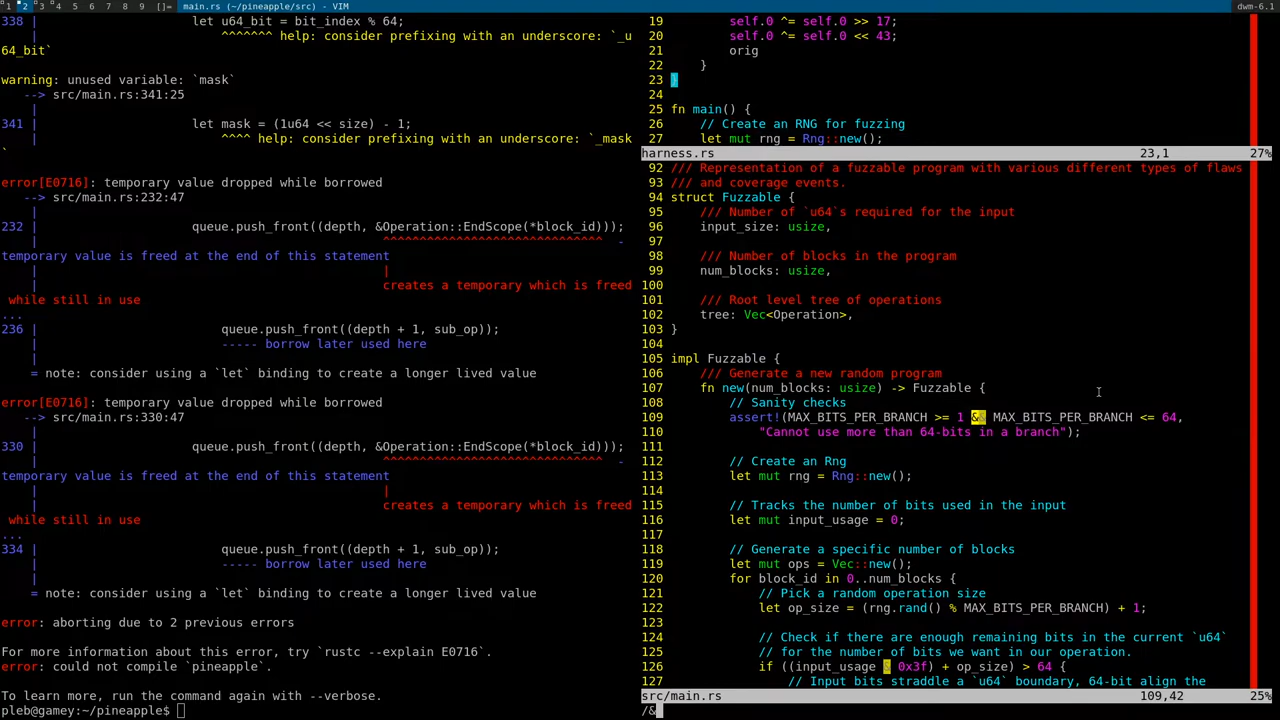 1 2 3 4 5 6 7 8 9 []= main.rs (~/pineapple/src) - VIM dwm-6.1
338 | let u64_bit = bit_index % 64;
| ^^^^^^^ help: consider prefixing with an underscore: `_u
64_bit`
warning: unused variable: `mask`
--> src/main.rs:341:25
|
341 | let mask = (1u64 << size) - 1;
| ^^^^ help: consider prefixing with an underscore: `_mask
`
error[E0716]: temporary value dropped while borrowed
--> src/main.rs:232:47
|
232 | queue.push_front((depth, &Operation::EndScope(*block_id)));
| ^^^^^^^^^^^^^^^^^^^^^^^^^^^^^^ -
temporary value is freed at the end of this statement
| |
| creates a temporary which is freed
while still in use
...
236 | queue.push_front((depth + 1, sub_op));
| ----- borrow later used here
|
= note: consider using a `let` binding to create a longer lived value
error[E0716]: temporary value dropped while borrowed
--> src/main.rs:330:47
|
330 | queue.push_front((depth, &Operation::EndScope(*block_id)));
| ^^^^^^^^^^^^^^^^^^^^^^^^^^^^^^ -
temporary value is freed at the end of this statement
| |
| creates a temporary which is freed
while still in use
...
334 | queue.push_front((depth + 1, sub_op));
| ----- borrow later used here
|
= note: consider using a `let` binding to create a longer lived value
error: aborting due to 2 previous errors
For more information about this error, try `rustc --explain E0716`.
error: could not compile `pineapple`.
To learn more, run the command again with --verbose.
pleb@gamey:~/pineapple$
19 self.0 ^= self.0 >> 17;
20 self.0 ^= self.0 << 43;
21 orig
22 }
23 }
24
25 fn main() {
26 // Create an RNG for fuzzing
27 let mut rng = Rng::new();
harness.rs 23,1 27%
92 /// Representation of a fuzzable program with various different types of flaws
93 /// and coverage events.
94 struct Fuzzable {
95 /// Number of `u64`s required for the input
96 input_size: usize,
97
98 /// Number of blocks in the program
99 num_blocks: usize,
100
101 /// Root level tree of operations
102 tree: Vec<Operation>,
103 }
104
105 impl Fuzzable {
106 /// Generate a new random program
107 fn new(num_blocks: usize) -> Fuzzable {
108 // Sanity checks
109 assert!(MAX_BITS_PER_BRANCH >= 1 && MAX_BITS_PER_BRANCH <= 64,
110 "Cannot use more than 64-bits in a branch");
111
112 // Create an Rng
113 let mut rng = Rng::new();
114
115 // Tracks the number of bits used in the input
116 let mut input_usage = 0;
117
118 // Generate a specific number of blocks
119 let mut ops = Vec::new();
120 for block_id in 0..num_blocks {
121 // Pick a random operation size
122 let op_size = (rng.rand() % MAX_BITS_PER_BRANCH) + 1;
123
124 // Check if there are enough remaining bits in the current `u64`
125 // for the number of bits we want in our operation.
126 if ((input_usage & 0x3f) + op_size) > 64 {
127 // Input bits straddle a `u64` boundary, 64-bit align the
src/main.rs 109,42 25%
/&